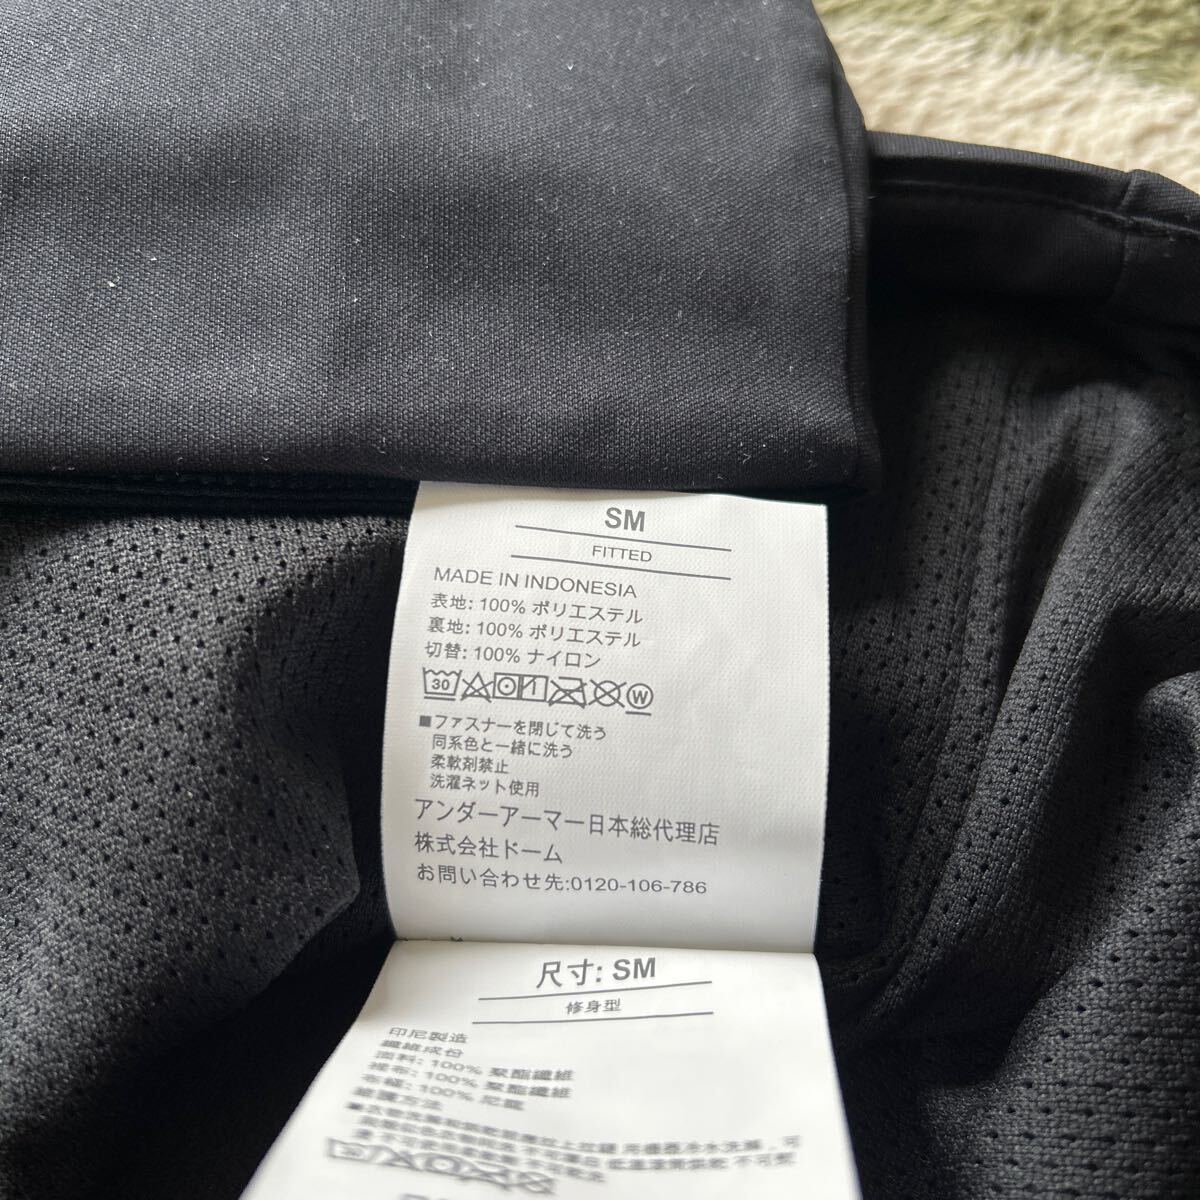 SM
FITTED
MADE IN INDONESIA
表地: 100% ポリエステル
裏地: 100% ポリエステル
切替: 100% ナイロン
30 W
■ファスナーを閉じて洗う
同系色と一緒に洗う
柔軟剤禁止
洗濯ネット使用
アンダーアーマー日本総代理店
株式会社ドーム
お問い合わせ先:0120-106-786
尺寸: SM
修身型
印尼製造
纖維成份
面料: 100% 聚酯纖維
裡布: 100% 聚酯纖維
100% 尼龍